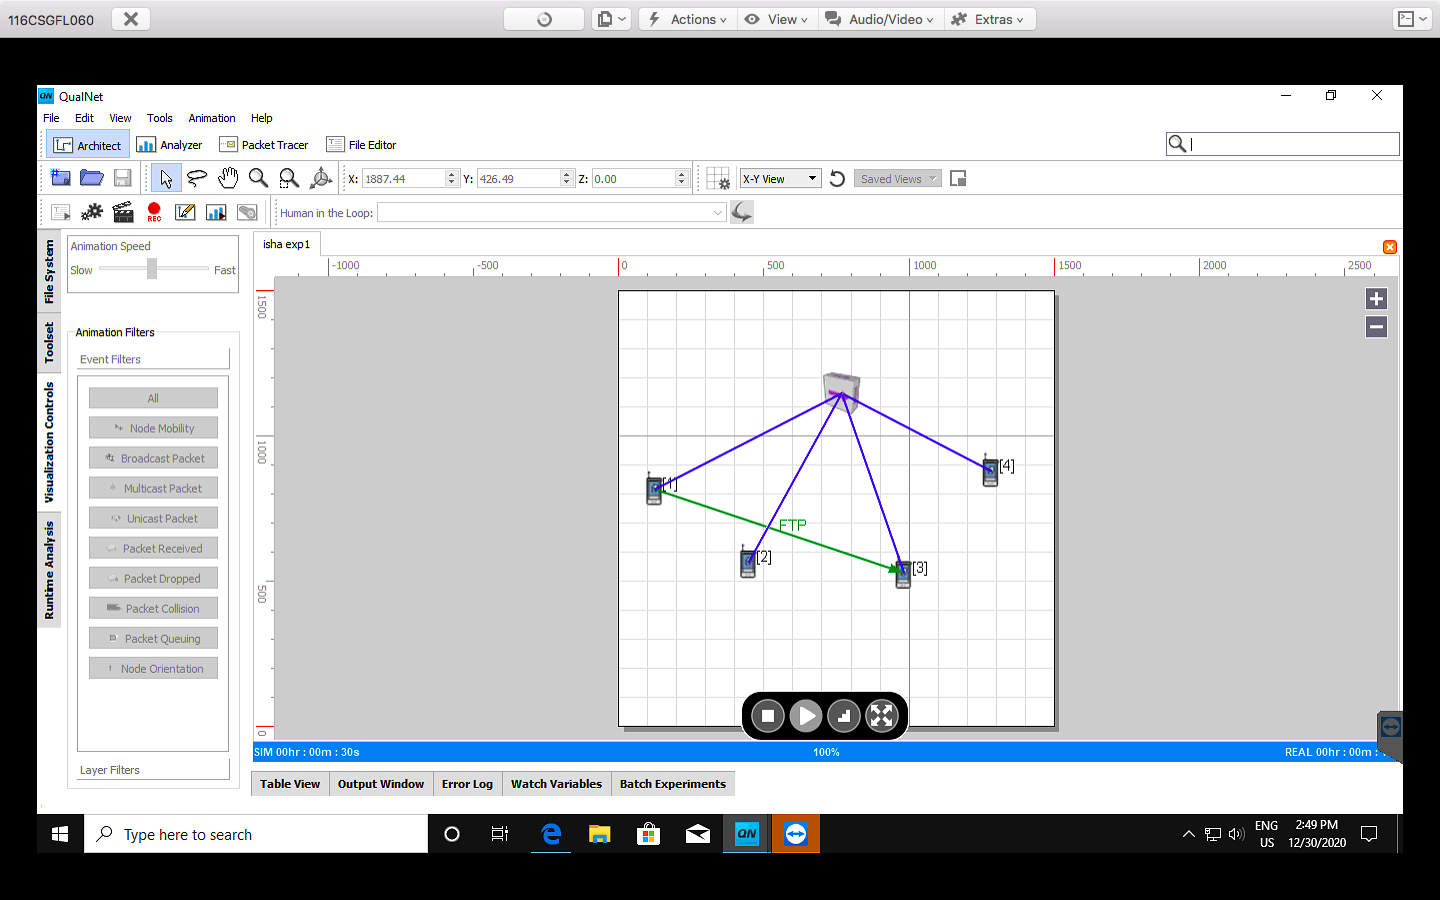 116CSGFL060
Actions View Audio/Video Extras
QN QualNet
File Edit View Tools Animation Help
Architect Analyzer Packet Tracer File Editor
X: 1887.44 Y: 426.49 Z: 0.00 X-Y View Saved Views
REC Human in the Loop:
File System
Toolset
Visualization Controls
Runtime Analysis
Animation Speed
Slow Fast
Animation Filters
Event Filters
All
Node Mobility
Broadcast Packet
Multicast Packet
Unicast Packet
Packet Received
Packet Dropped
Packet Collision
Packet Queuing
Node Orientation
Layer Filters
isha exp1
-1000 -500 0 500 1000 1500 2000 2500
1500
1000
500
0
[1]
[2]
[3]
[4]
FTP
SIM 00hr : 00m : 30s 100% REAL 00hr : 00m :
Table View Output Window Error Log Watch Variables Batch Experiments
Type here to search
QN
ENG
US
2:49 PM
12/30/2020